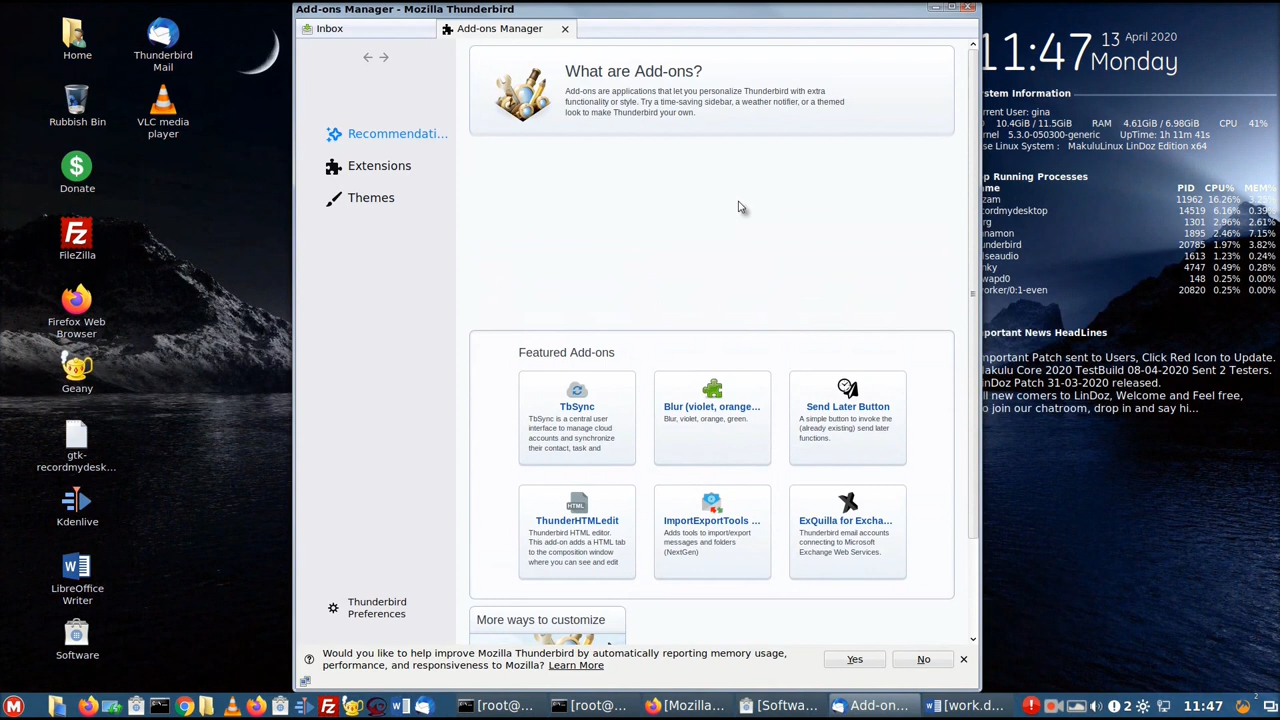 Add-ons Manager - Mozilla Thunderbird
Inbox
Add-ons Manager
Recommendati...
Extensions
Themes
Thunderbird
Preferences
What are Add-ons?
Add-ons are applications that let you personalize Thunderbird with extra
functionality or style. Try a time-saving sidebar, a weather notifier, or a themed
look to make Thunderbird your own.
Featured Add-ons
TbSync
TbSync is a central user
interface to manage cloud
accounts and synchronize
their contact, task and
Blur (violet, orange...
Blur, violet, orange, green.
Send Later Button
A simple button to invoke the
(already existing) send later
functions.
ThunderHTMLedit
Thunderbird HTML editor.
This add-on adds a HTML tab
to the composition window
where you can see and edit
ImportExportTools ...
Adds tools to import/export
messages and folders
(NextGen)
ExQuilla for Excha...
Thunderbird email accounts
connecting to Microsoft
Exchange Web Services.
More ways to customize
Would you like to help improve Mozilla Thunderbird by automatically reporting memory usage,
performance, and responsiveness to Mozilla? Learn More
Yes
No
Home
Thunderbird
Mail
Rubbish Bin
VLC media
player
Donate
FileZilla
Firefox Web
Browser
Geany
gtk-
recordmydesk...
Kdenlive
LibreOffice
Writer
Software
11:47
13
April 2020
Monday
stem Information
urrent User: gina
D 10.4GiB / 11.5GiB RAM 4.61GiB / 6.98GiB CPU 41%
ernel 5.3.0-050300-generic UpTime: 1h 11m 41s
se Linux System : MakuluLinux LinDoz Edition x64
p Running Processes
ame PID CPU% MEM%
zam 11962 16.26%
cordmydesktop 14519 6.16% 0.39%
rg 1301 2.96% 2.61%
nnamon 1895 2.46% 7.15%
underbird 20785 1.97% 3.82%
lseaudio 1613 1.23% 0.24%
nky 4747 0.49% 0.28%
wapd0 148 0.25% 0.00%
orker/0:1-even 20820 0.25% 0.00%
portant News HeadLines
mportant Patch sent to Users, Click Red Icon to Update.
akulu Core 2020 TestBuild 08-04-2020 Sent 2 Testers.
inDoz Patch 31-03-2020 released.
ll new comers to LinDoz, Welcome and Feel free,
o join our chatroom, drop in and say hi...
[root@...
[root@...
[Mozilla...
[Softwa...
Add-on...
[work.d...
2
11:47
2